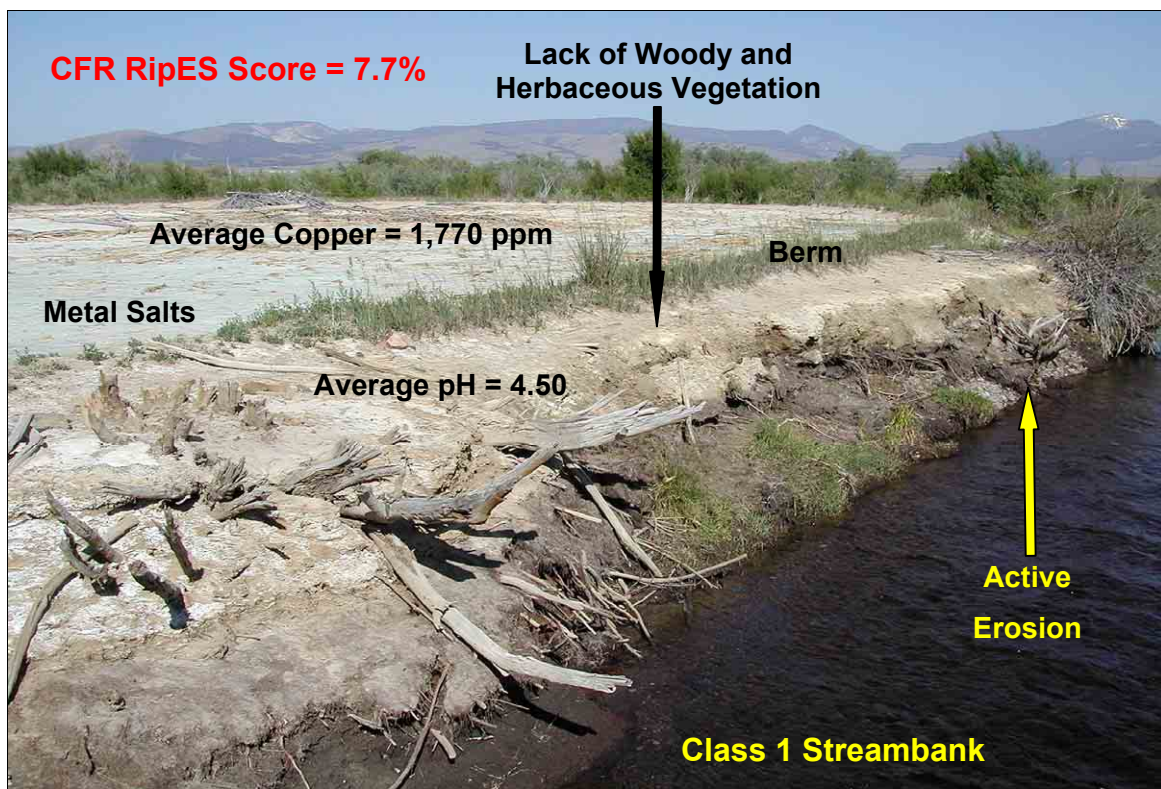 CFR RipES Score = 7.7%
Lack of Woody and
Herbaceous Vegetation
Average Copper = 1,770 ppm
Berm
Metal Salts
Average pH = 4.50
Active
Erosion
Class 1 Streambank